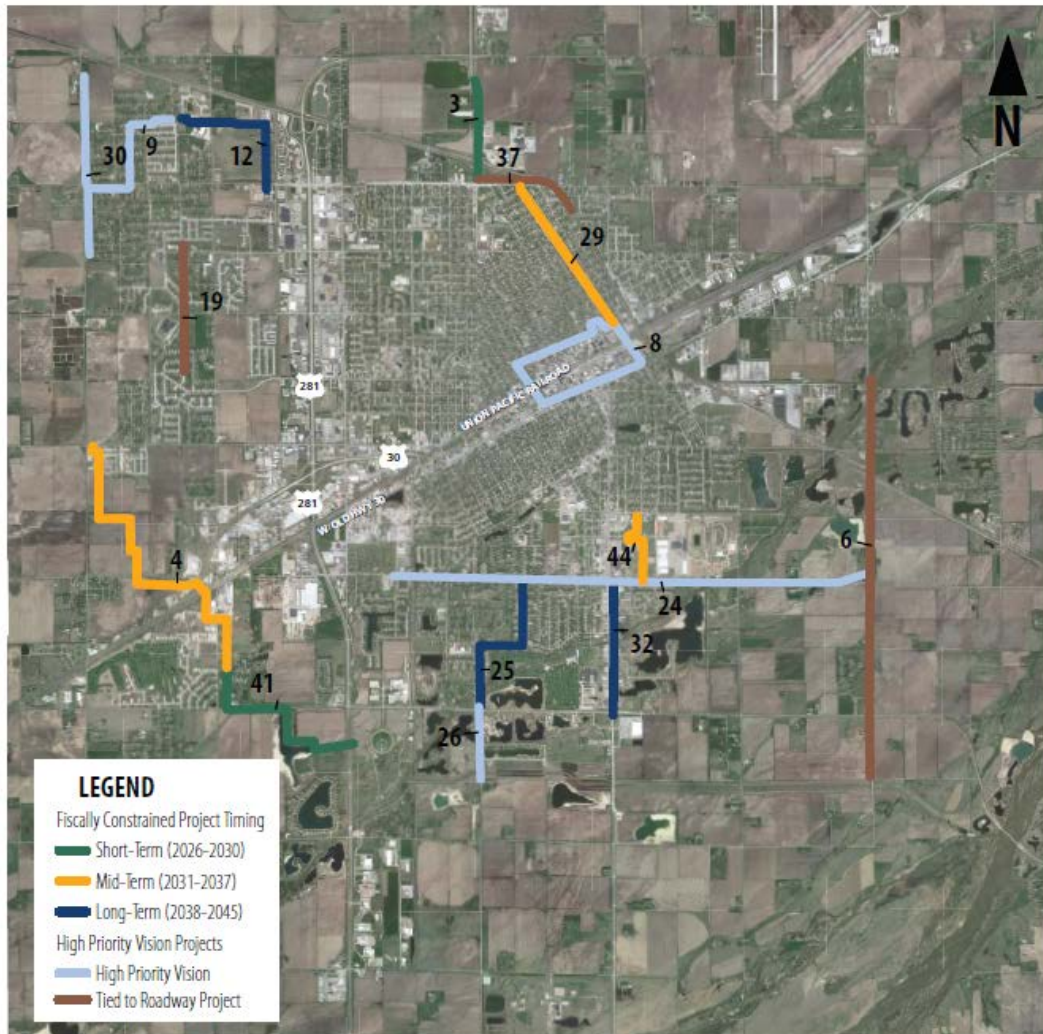 N
3
37
9
12
30
29
19
8
281
UNION PACIFIC RAILROAD
30
281
W. OLD HWY 30
44
6
4
24
32
25
41
26
LEGEND
Fiscally Constrained Project Timing
Short-Term (2026-2030)
Mid-Term (2031-2037)
Long-Term (2038-2045)
High Priority Vision Projects
High Priority Vision
Tied to Roadway Project